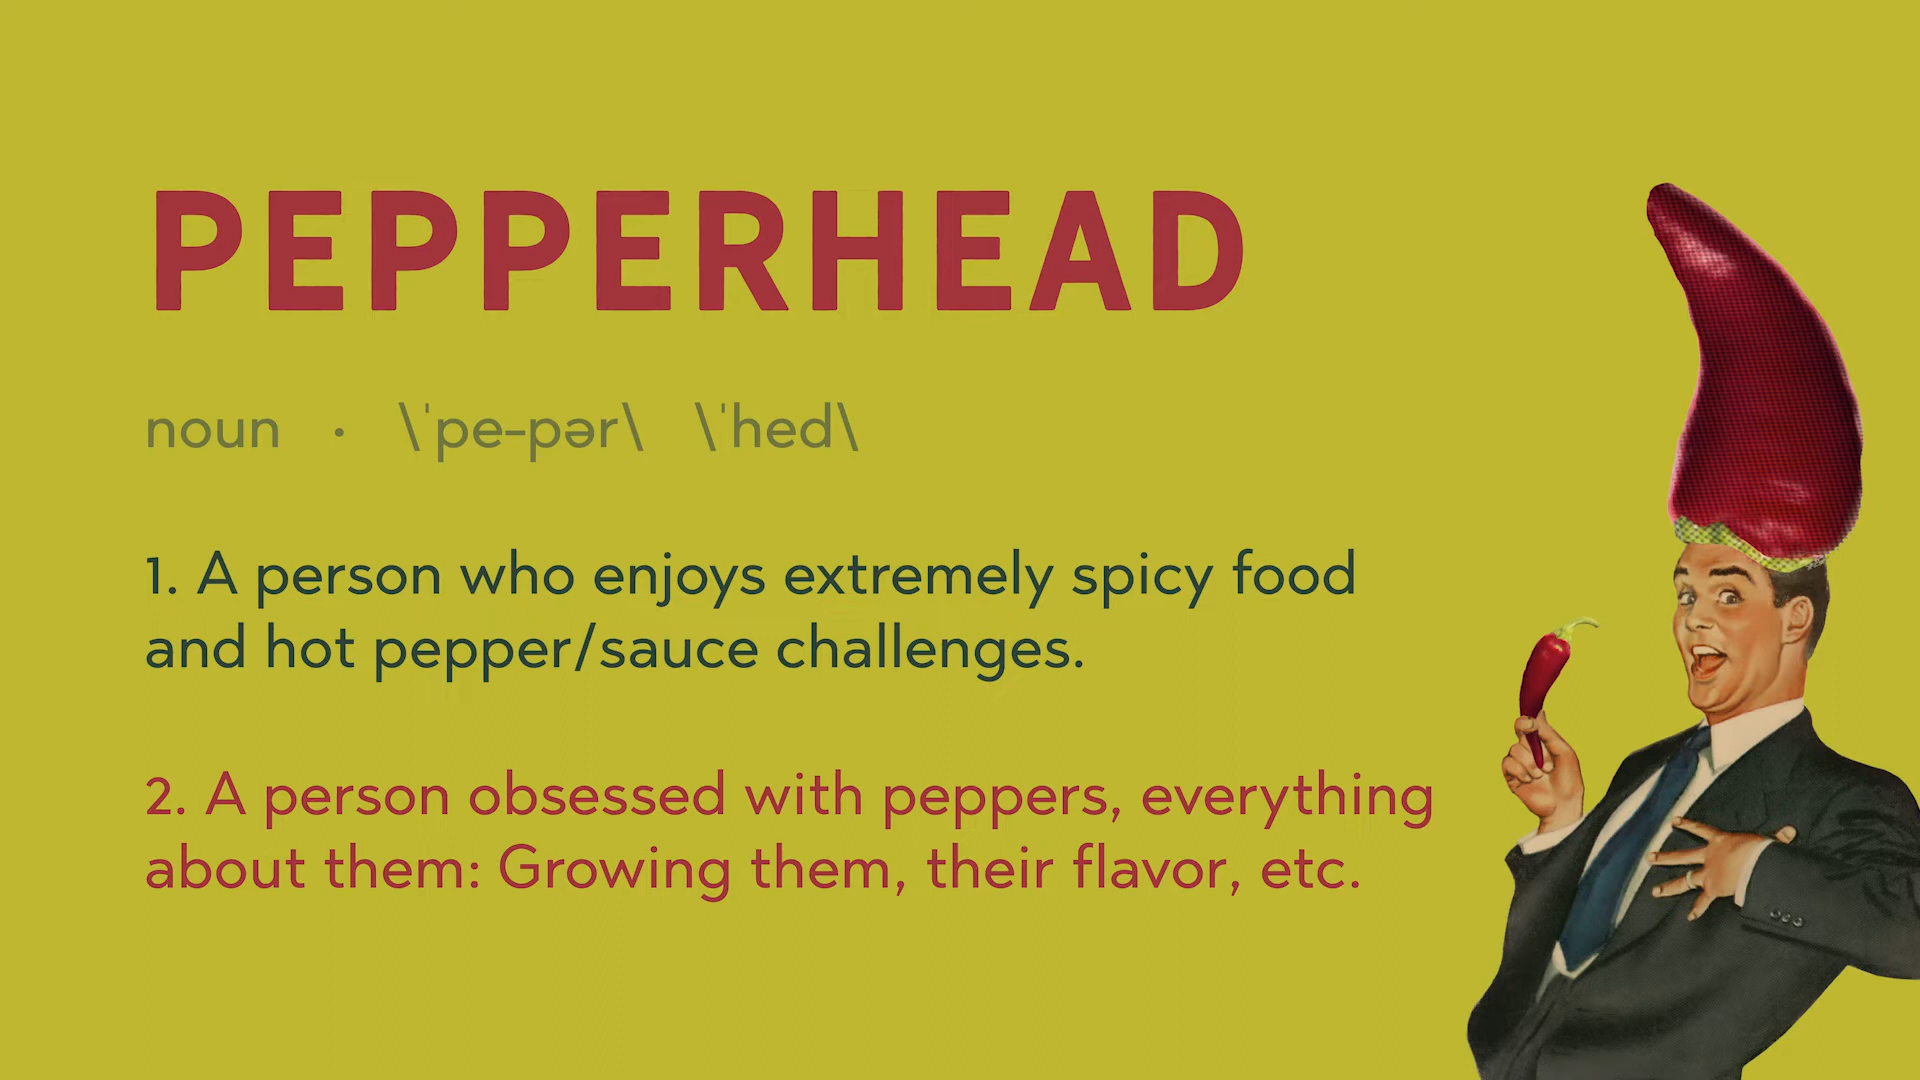 PEPPERHEAD
noun · \ˈpe-pər\ \ˈhed\
1. A person who enjoys extremely spicy food
and hot pepper/sauce challenges.
2. A person obsessed with peppers, everything
about them: Growing them, their flavor, etc.